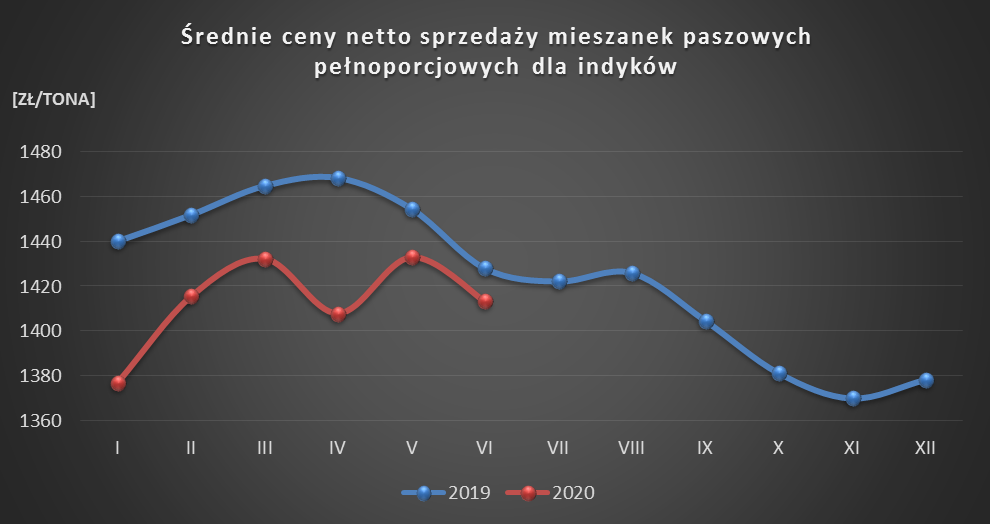 Średnie ceny netto sprzedaży mieszanek paszowych
pełnoporcjowych dla indyków
[ZŁ/TONA]
1480
1460
1440
1420
1400
1380
1360
I II III IV V VI VII VIII IX X XI XII
2019 2020